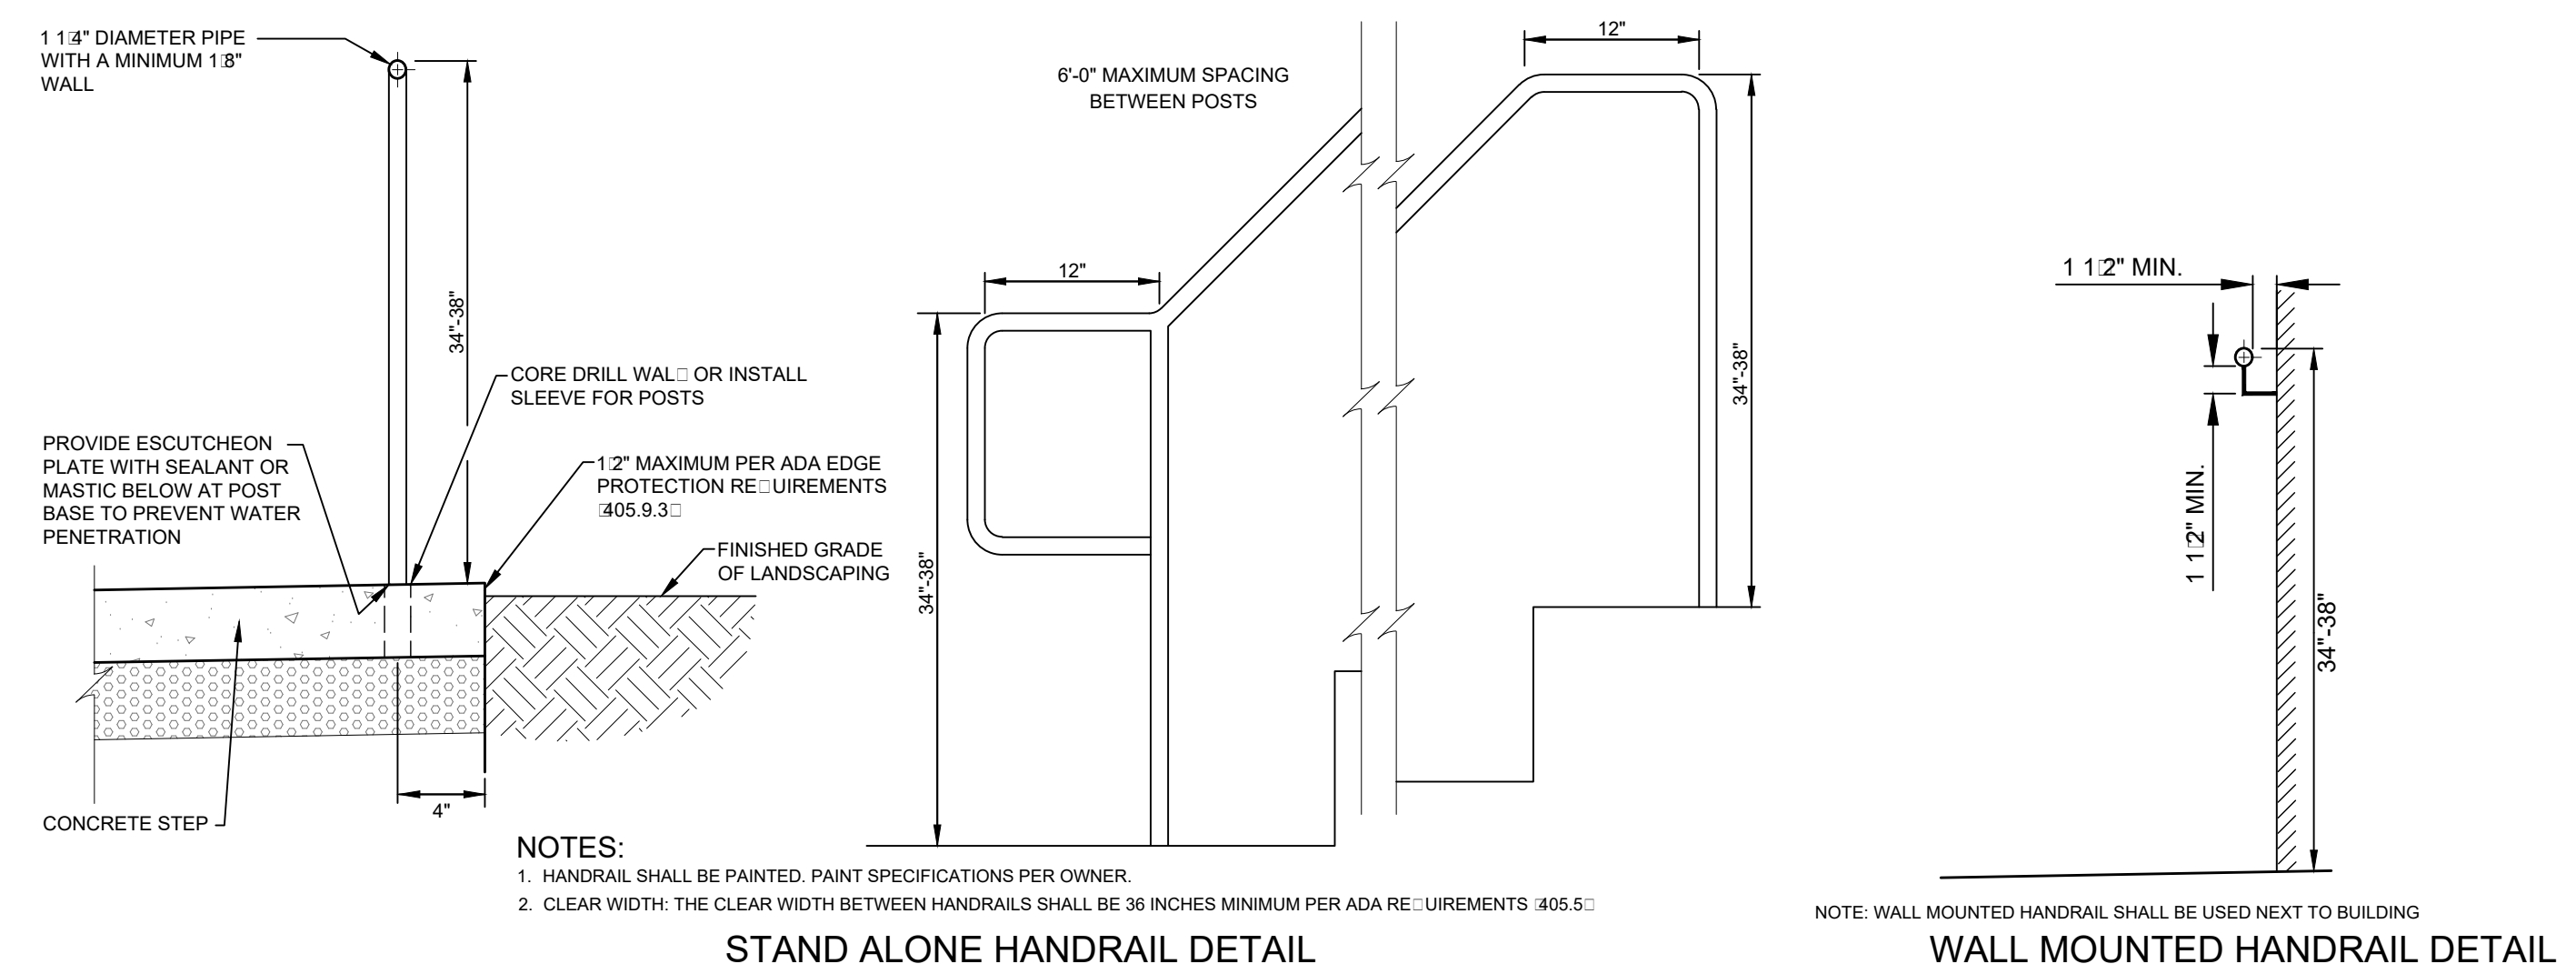 1 1□4" DIAMETER PIPE
WITH A MINIMUM 1□8"
WALL
34"-38"
CORE DRILL WAL□ OR INSTALL
SLEEVE FOR POSTS
PROVIDE ESCUTCHEON
PLATE WITH SEALANT OR
MASTIC BELOW AT POST
BASE TO PREVENT WATER
PENETRATION
1□2" MAXIMUM PER ADA EDGE
PROTECTION RE□UIREMENTS
□405.9.3□
FINISHED GRADE
OF LANDSCAPING
CONCRETE STEP
4"
6'-0" MAXIMUM SPACING
BETWEEN POSTS
12"
12"
34"-38"
34"-38"
NOTES:
1. HANDRAIL SHALL BE PAINTED. PAINT SPECIFICATIONS PER OWNER.
2. CLEAR WIDTH: THE CLEAR WIDTH BETWEEN HANDRAILS SHALL BE 36 INCHES MINIMUM PER ADA RE□UIREMENTS □405.5□
STAND ALONE HANDRAIL DETAIL
1 1□2" MIN.
1 1□2" MIN.
34"-38"
NOTE: WALL MOUNTED HANDRAIL SHALL BE USED NEXT TO BUILDING
WALL MOUNTED HANDRAIL DETAIL